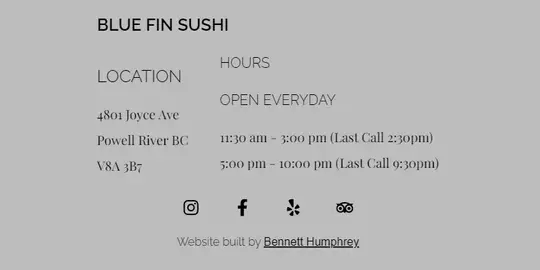 BLUE FIN SUSHI
LOCATION
4801 Joyce Ave
Powell River BC
V8A 3B7
HOURS
OPEN EVERYDAY
11:30 am – 3:00 pm (Last Call 2:30pm)
5:00 pm – 10:00 pm (Last Call 9:30pm)
Website built by Bennett Humphrey